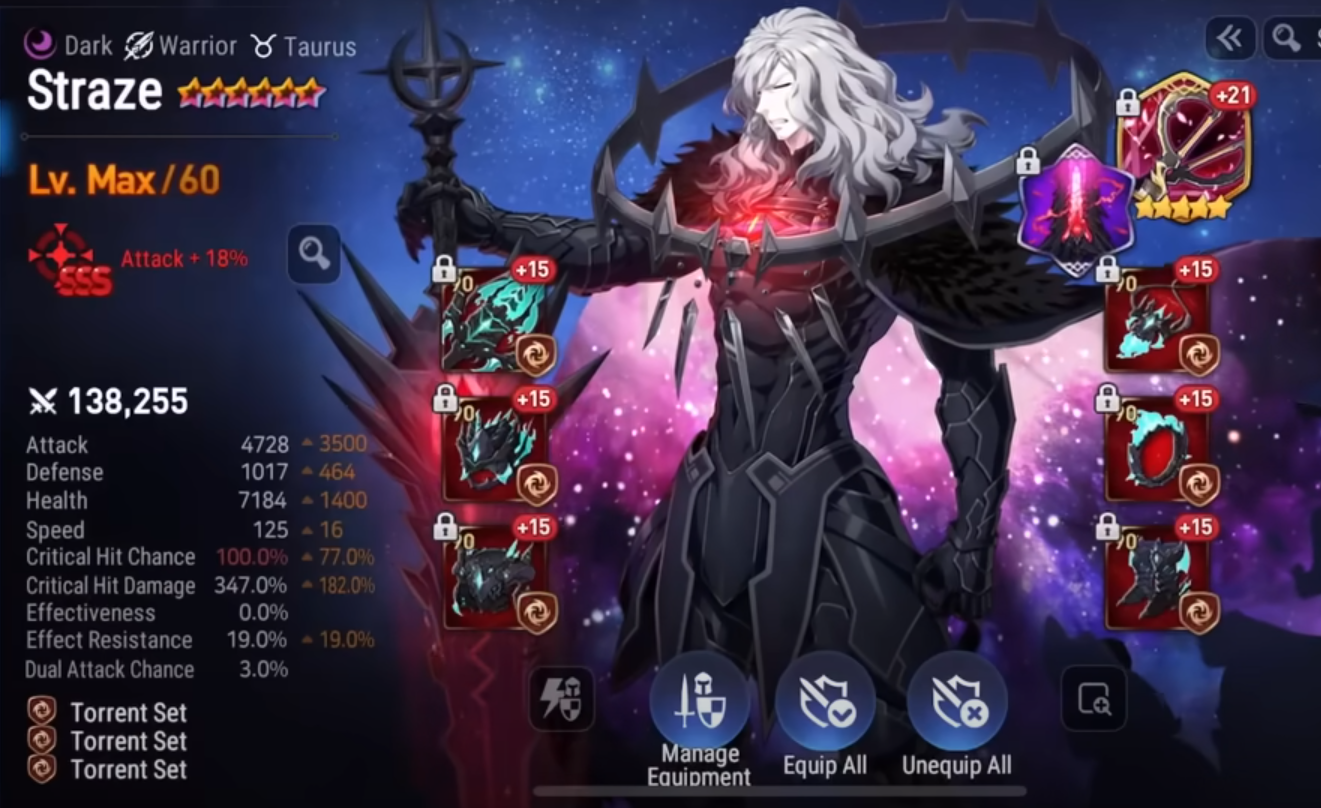 Dark Warrior Taurus
Straze
Lv. Max/60
SSS Attack + 18%
138,255
Attack 4728 3500
Defense 1017 464
Health 7184 1400
Speed 125 16
Critical Hit Chance 100.0% 77.0%
Critical Hit Damage 347.0% 182.0%
Effectiveness 0.0%
Effect Resistance 19.0% 19.0%
Dual Attack Chance 3.0%
Torrent Set
Torrent Set
Torrent Set
+15
+15
+15
+21
+15
+15
+15
Manage
Equipment
Equip All
Unequip All